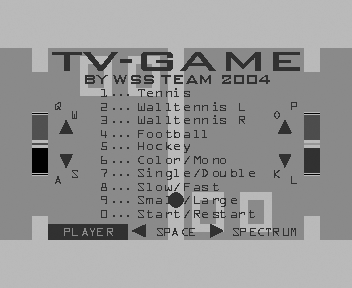 TV-GAME
BY WSS TEAM 2004
1... Tennis
2... Walltennis L
3... Walltennis R
4... Football
5... Hockey
6... Color/Mono
7... Single/Double
8... Slow/Fast
9... Small/Large
0... Start/Restart
Q W O P
A S K L
PLAYER SPACE SPECTRUM